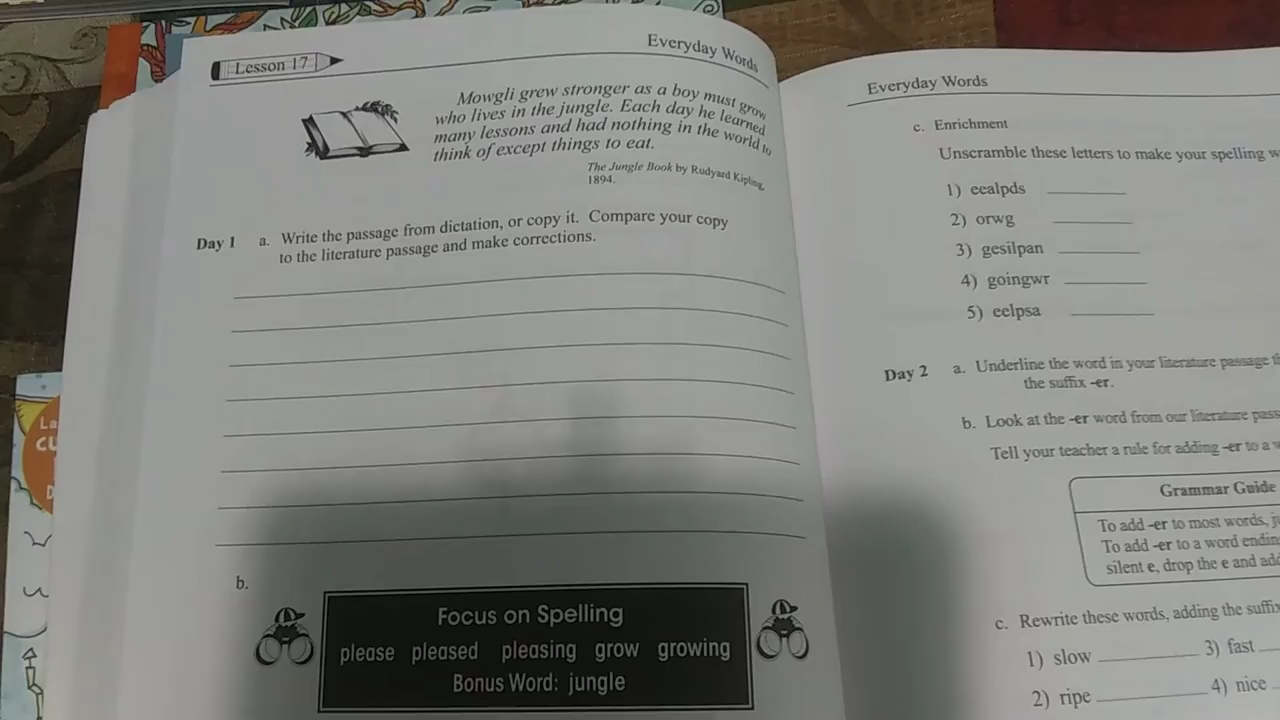 Lesson 17
Everyday Words
Mowgli grew stronger as a boy must grow
who lives in the jungle. Each day he learned
many lessons and had nothing in the world to
think of except things to eat.
The Jungle Book by Rudyard Kipling,
1894.
Day 1 a. Write the passage from dictation, or copy it. Compare your copy
to the literature passage and make corrections.
b.
Focus on Spelling
please pleased pleasing grow growing
Bonus Word: jungle
Everyday Words
c. Enrichment
Unscramble these letters to make your spelling
1) eealpds
2) orwg
3) gesilpan
4) goingwr
5) eelpsa
Day 2 a. Underline the word in your literature passage
the suffix -er.
b. Look at the -er word from our literature
Tell your teacher a rule for adding -er to a
Grammar Guide
To add -er to most words,
To add -er to a word
silent e, drop the e and
c. Rewrite these words, adding the
1) slow 3) fast
2) ripe 4) nice
La